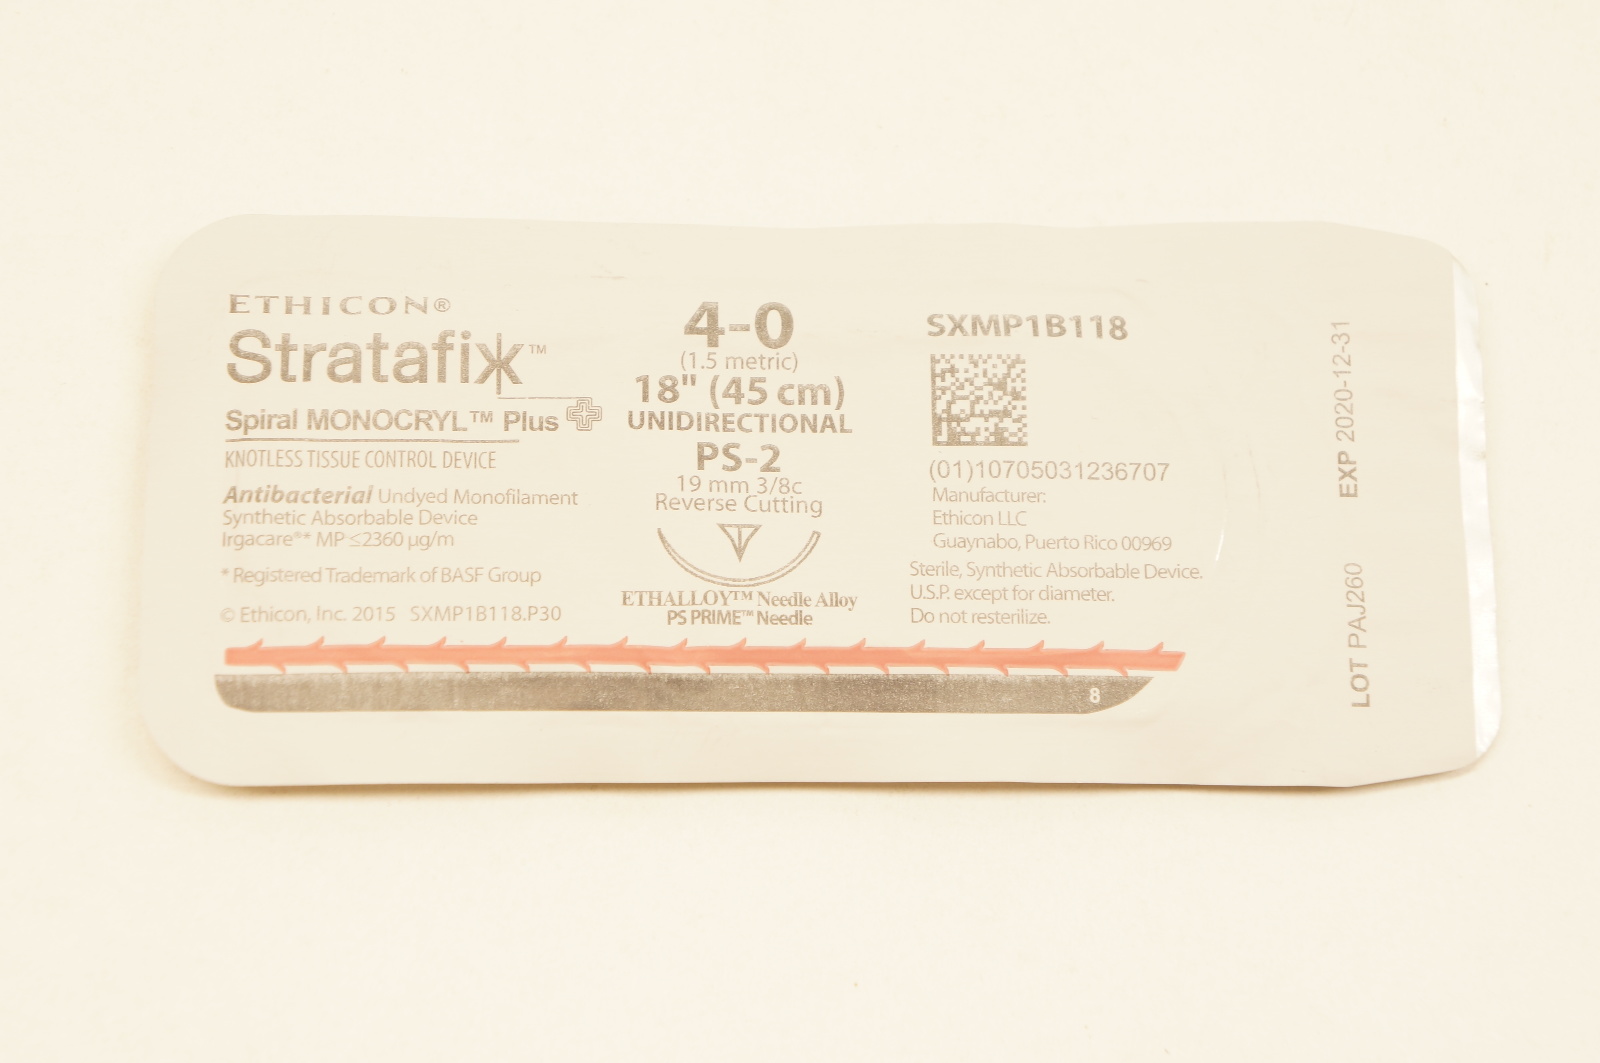 ETHICON®
Stratafix™
Spiral MONOCRYL™ Plus
KNOTLESS TISSUE CONTROL DEVICE
Antibacterial Undyed Monofilament
Synthetic Absorbable Device
Irgacare®* MP ≤2360 µg/m
* Registered Trademark of BASF Group
© Ethicon, Inc. 2015 SXMP1B118.P30
4-0
(1.5 metric)
18" (45 cm)
UNIDIRECTIONAL
PS-2
19 mm 3/8c
Reverse Cutting
ETHALLOY™ Needle Alloy
PS PRIME™ Needle
SXMP1B118
(01)10705031236707
Manufacturer:
Ethicon LLC
Guaynabo, Puerto Rico 00969
Sterile, Synthetic Absorbable Device.
U.S.P. except for diameter.
Do not resterilize.
8
LOT PAJ260 EXP 2020-12-31